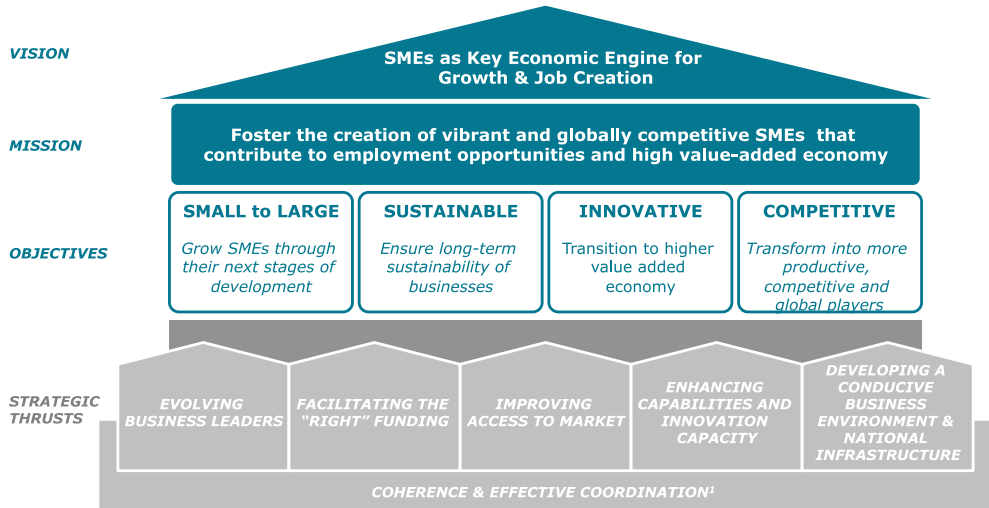 VISION
SMEs as Key Economic Engine for
Growth & Job Creation
MISSION
Foster the creation of vibrant and globally competitive SMEs that
contribute to employment opportunities and high value-added economy
OBJECTIVES
SMALL to LARGE
Grow SMEs through
their next stages of
development
SUSTAINABLE
Ensure long-term
sustainability of
businesses
INNOVATIVE
Transition to higher
value added
economy
COMPETITIVE
Transform into more
productive,
competitive and
global players
STRATEGIC
THRUSTS
EVOLVING
BUSINESS LEADERS
FACILITATING THE
“RIGHT” FUNDING
IMPROVING
ACCESS TO MARKET
ENHANCING
CAPABILITIES AND
INNOVATION
CAPACITY
DEVELOPING A
CONDUCIVE
BUSINESS
ENVIRONMENT &
NATIONAL
INFRASTRUCTURE
COHERENCE & EFFECTIVE COORDINATION¹